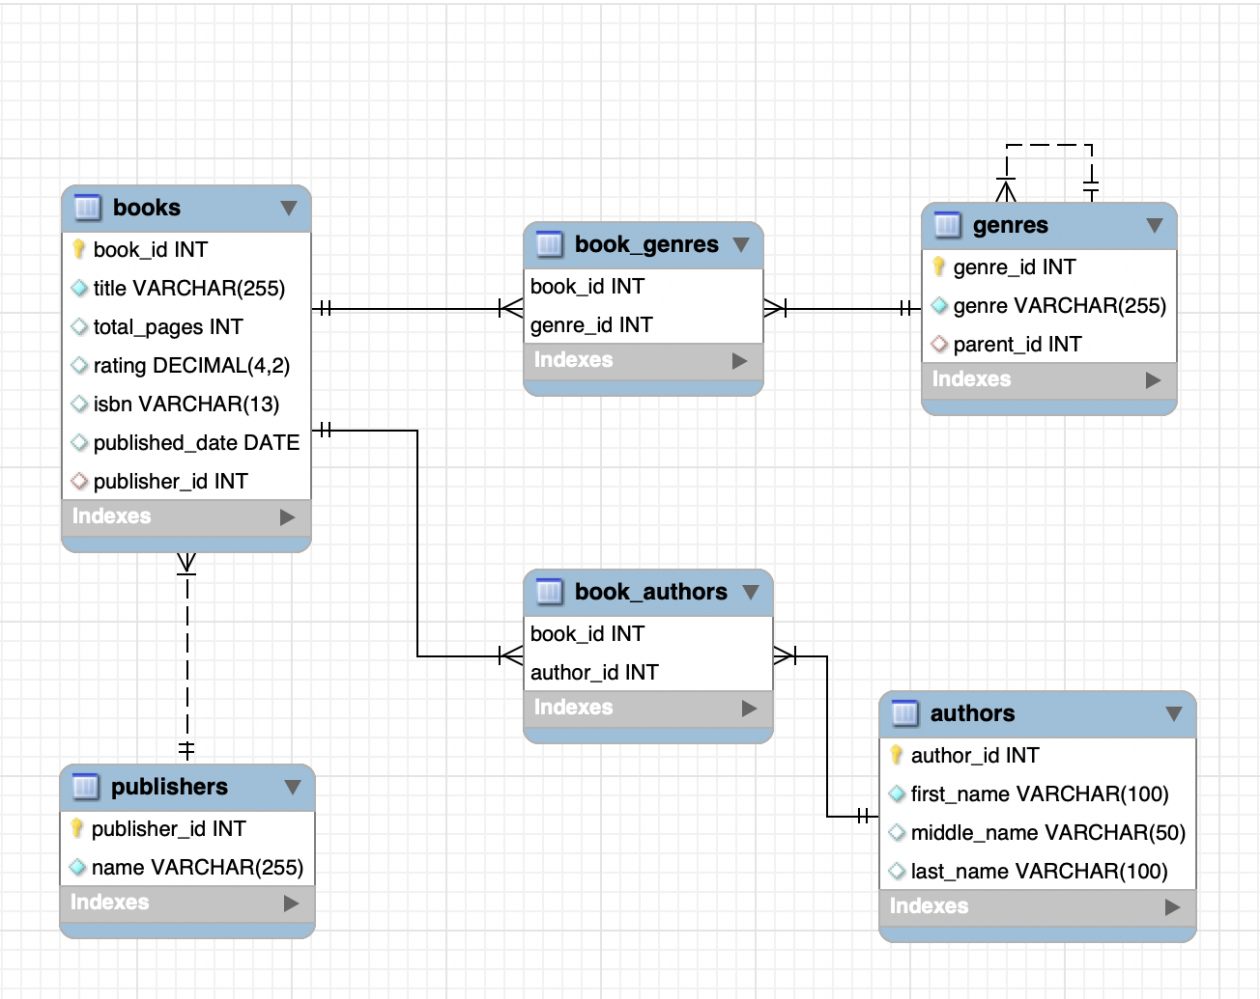 books
book_id INT
title VARCHAR(255)
total_pages INT
rating DECIMAL(4,2)
isbn VARCHAR(13)
published_date DATE
publisher_id INT
Indexes
book_genres
book_id INT
genre_id INT
Indexes
genres
genre_id INT
genre VARCHAR(255)
parent_id INT
Indexes
book_authors
book_id INT
author_id INT
Indexes
publishers
publisher_id INT
name VARCHAR(255)
Indexes
authors
author_id INT
first_name VARCHAR(100)
middle_name VARCHAR(50)
last_name VARCHAR(100)
Indexes